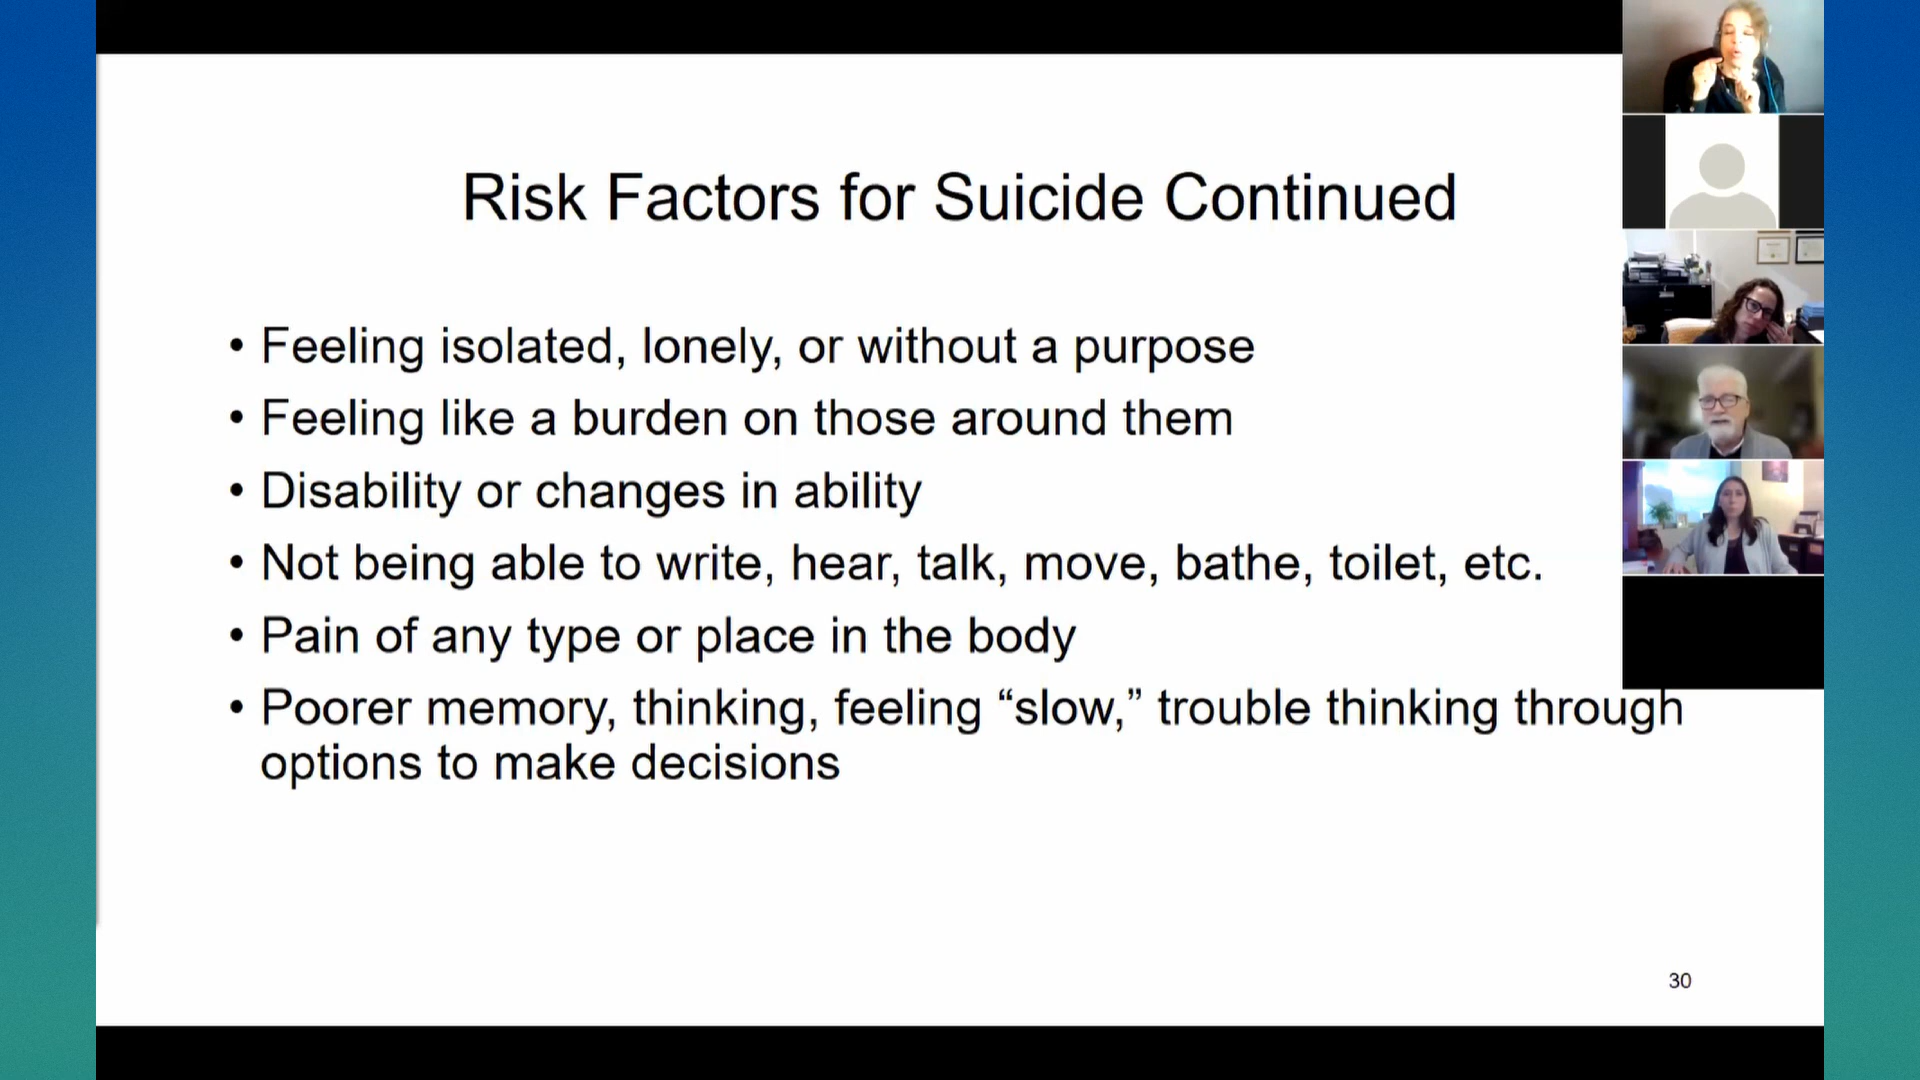 Risk Factors for Suicide Continued
• Feeling isolated, lonely, or without a purpose
• Feeling like a burden on those around them
• Disability or changes in ability
• Not being able to write, hear, talk, move, bathe, toilet, etc.
• Pain of any type or place in the body
• Poorer memory, thinking, feeling “slow,” trouble thinking through
options to make decisions
30